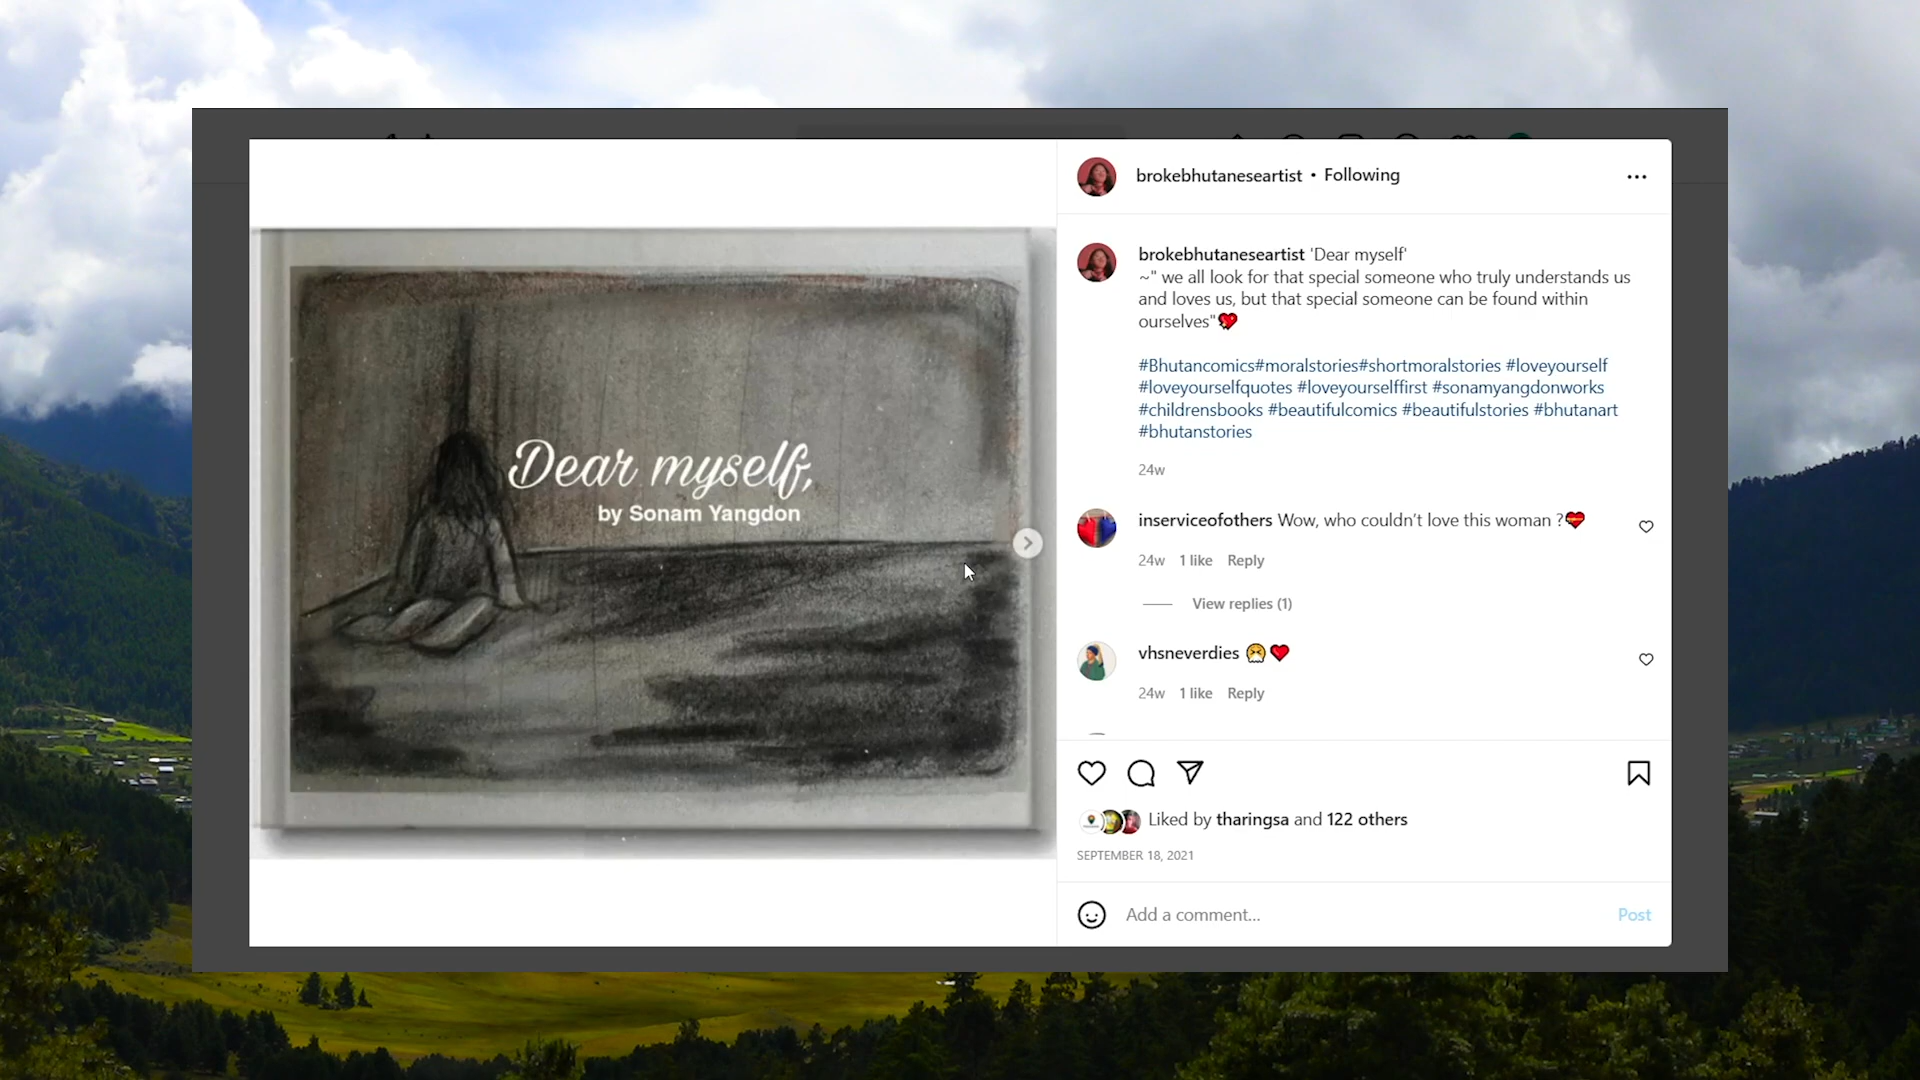 Dear myself,
by Sonam Yangdon
brokebhutaneseartist • Following
brokebhutaneseartist 'Dear myself'
~" we all look for that special someone who truly understands us
and loves us, but that special someone can be found within
ourselves"💖
#Bhutancomics#moralstories#shortmoralstories #loveyourself
#loveyourselfquotes #loveyourselffirst #sonamyangdonworks
#childrensbooks #beautifulcomics #beautifulstories #bhutanart
#bhutanstories
24w
inserviceofothers Wow, who couldn't love this woman ?💝
24w 1 like Reply
View replies (1)
vhsneverdies 😭❤️
24w 1 like Reply
Liked by tharingsa and 122 others
SEPTEMBER 18, 2021
Add a comment...
Post